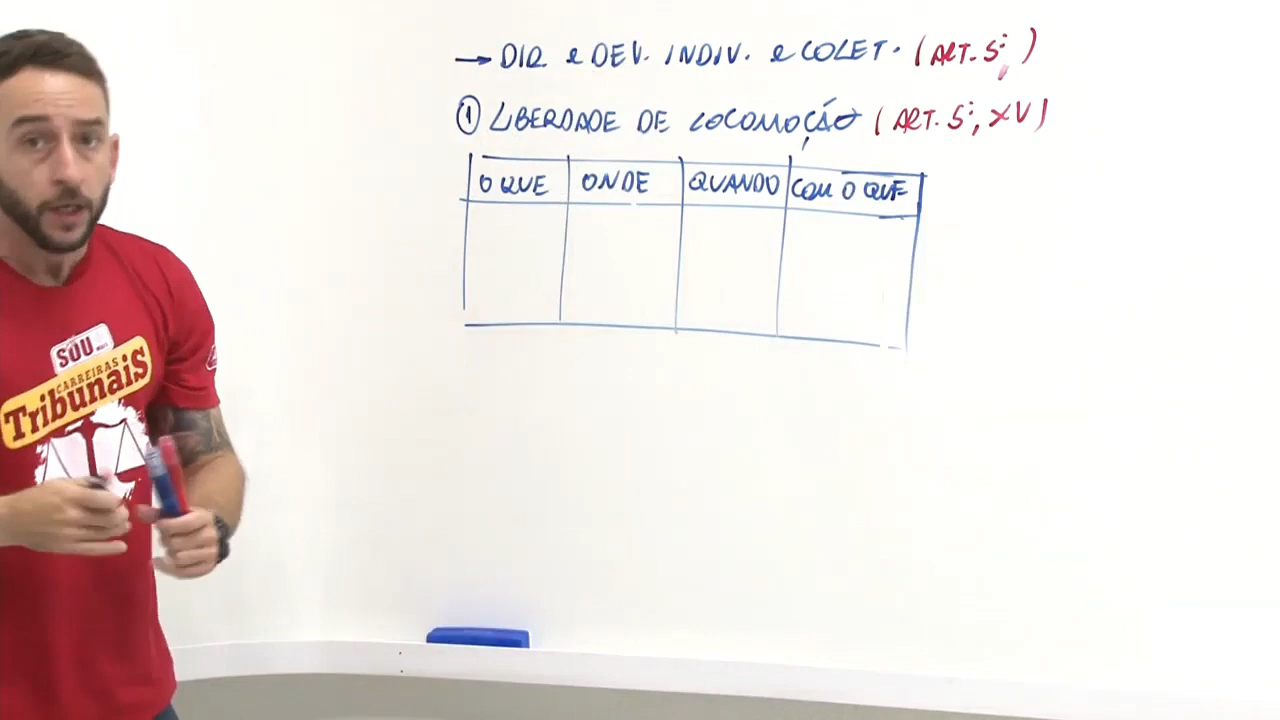 → DIR e DEV. INDIV. e COLET. (ART. 5º)
① LIBERDADE DE LOCOMOÇÃO (ART. 5º, XV)
O QUE ONDE QUANDO COM O QUE
SOU
CARREIRAS
TribunaiS